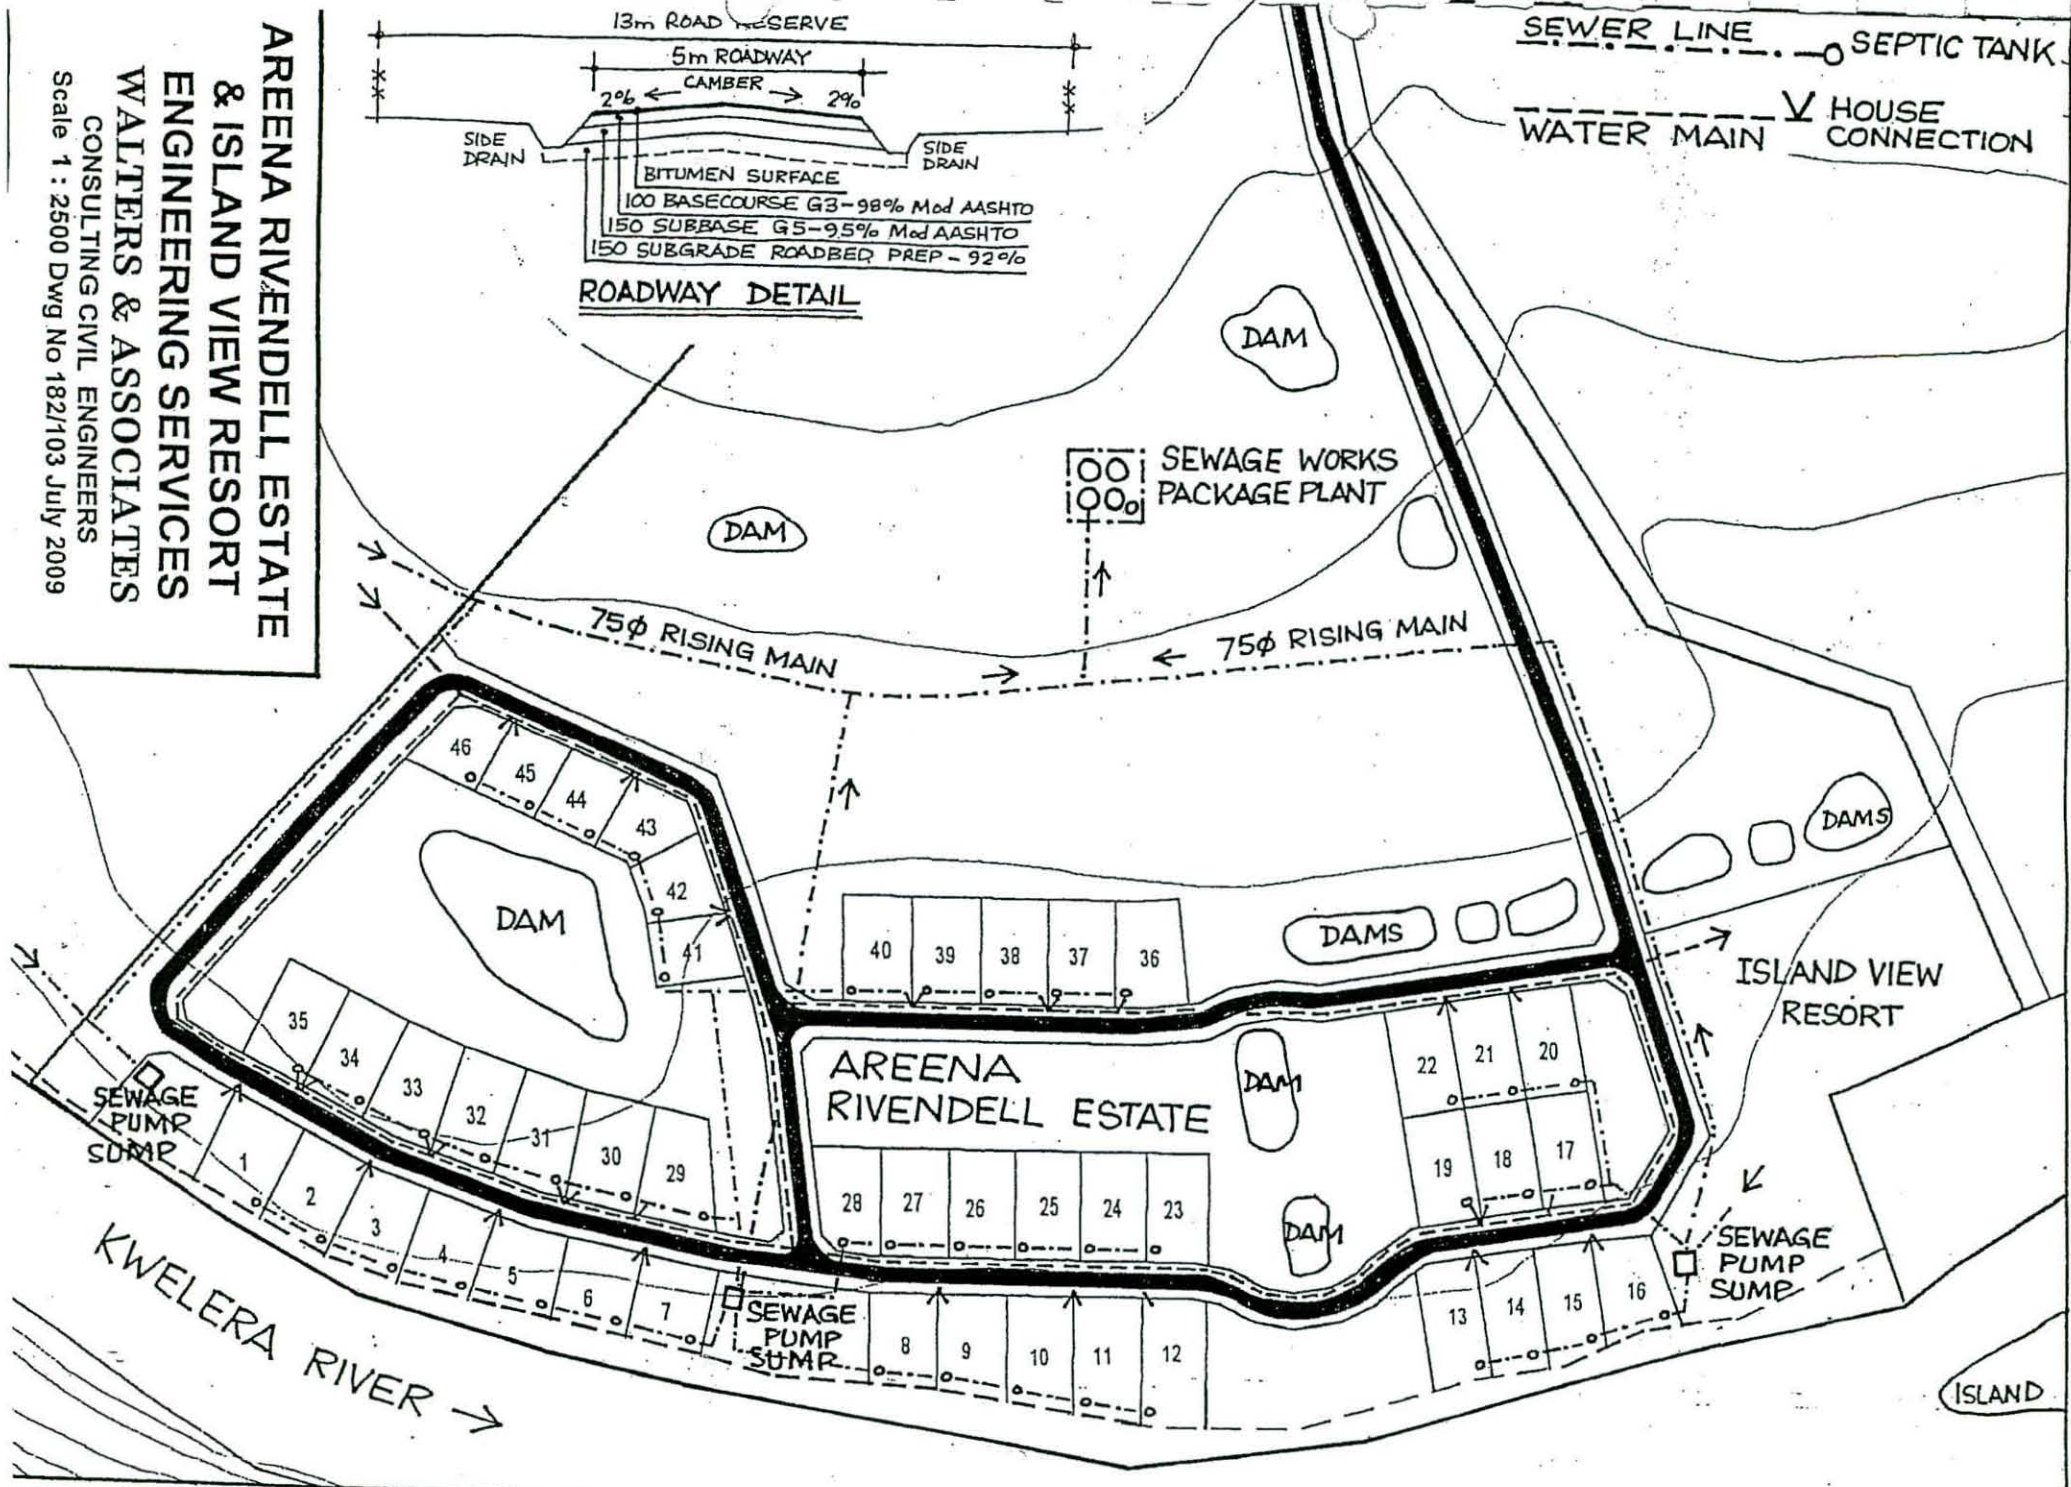 AREENA RIVENDELL ESTATE
& ISLAND VIEW RESORT
ENGINEERING SERVICES
WALTERS & ASSOCIATES
CONSULTING CIVIL ENGINEERS
Scale 1 : 2500 Dwg No 182/103 July 2009
13m ROAD RESERVE
5m ROADWAY
CAMBER
2% 2%
SIDE
DRAIN
SIDE
DRAIN
BITUMEN SURFACE
100 BASECOURSE G3-98% Mod AASHTO
150 SUBBASE G5-95% Mod AASHTO
150 SUBGRADE ROADBED PREP - 92%
ROADWAY DETAIL
SEWER LINE
SEPTIC TANK
WATER MAIN
HOUSE
CONNECTION
DAM
SEWAGE WORKS
PACKAGE PLANT
DAM
75φ RISING MAIN
75φ RISING MAIN
46
45
44
43
42
41
DAM
40 39 38 37 36
DAMS
DAMS
ISLAND VIEW
RESORT
35
34
33
32
31
30
29
AREENA
RIVENDELL ESTATE
DAM
22 21 20
19 18 17
28 27 26 25 24 23
DAM
SEWAGE
PUMP
SUMP
1
2
3
4
5
6
7
SEWAGE
PUMP
SUMP
8 9 10 11 12
13 14 15 16
SEWAGE
PUMP
SUMP
KWELERA RIVER
ISLAND